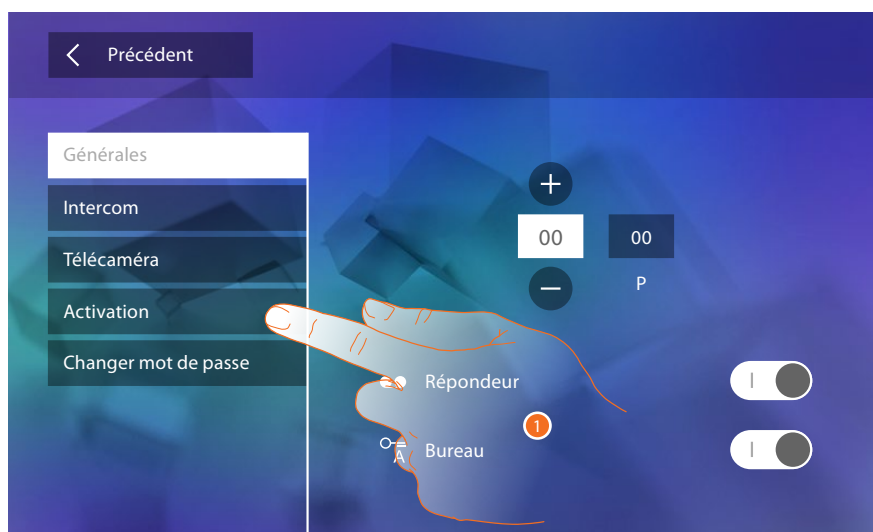 Précédent
Générales
Intercom
Télécaméra
Activation
Changer mot de passe
+
00 00
–
P
Répondeur
1
A
Bureau